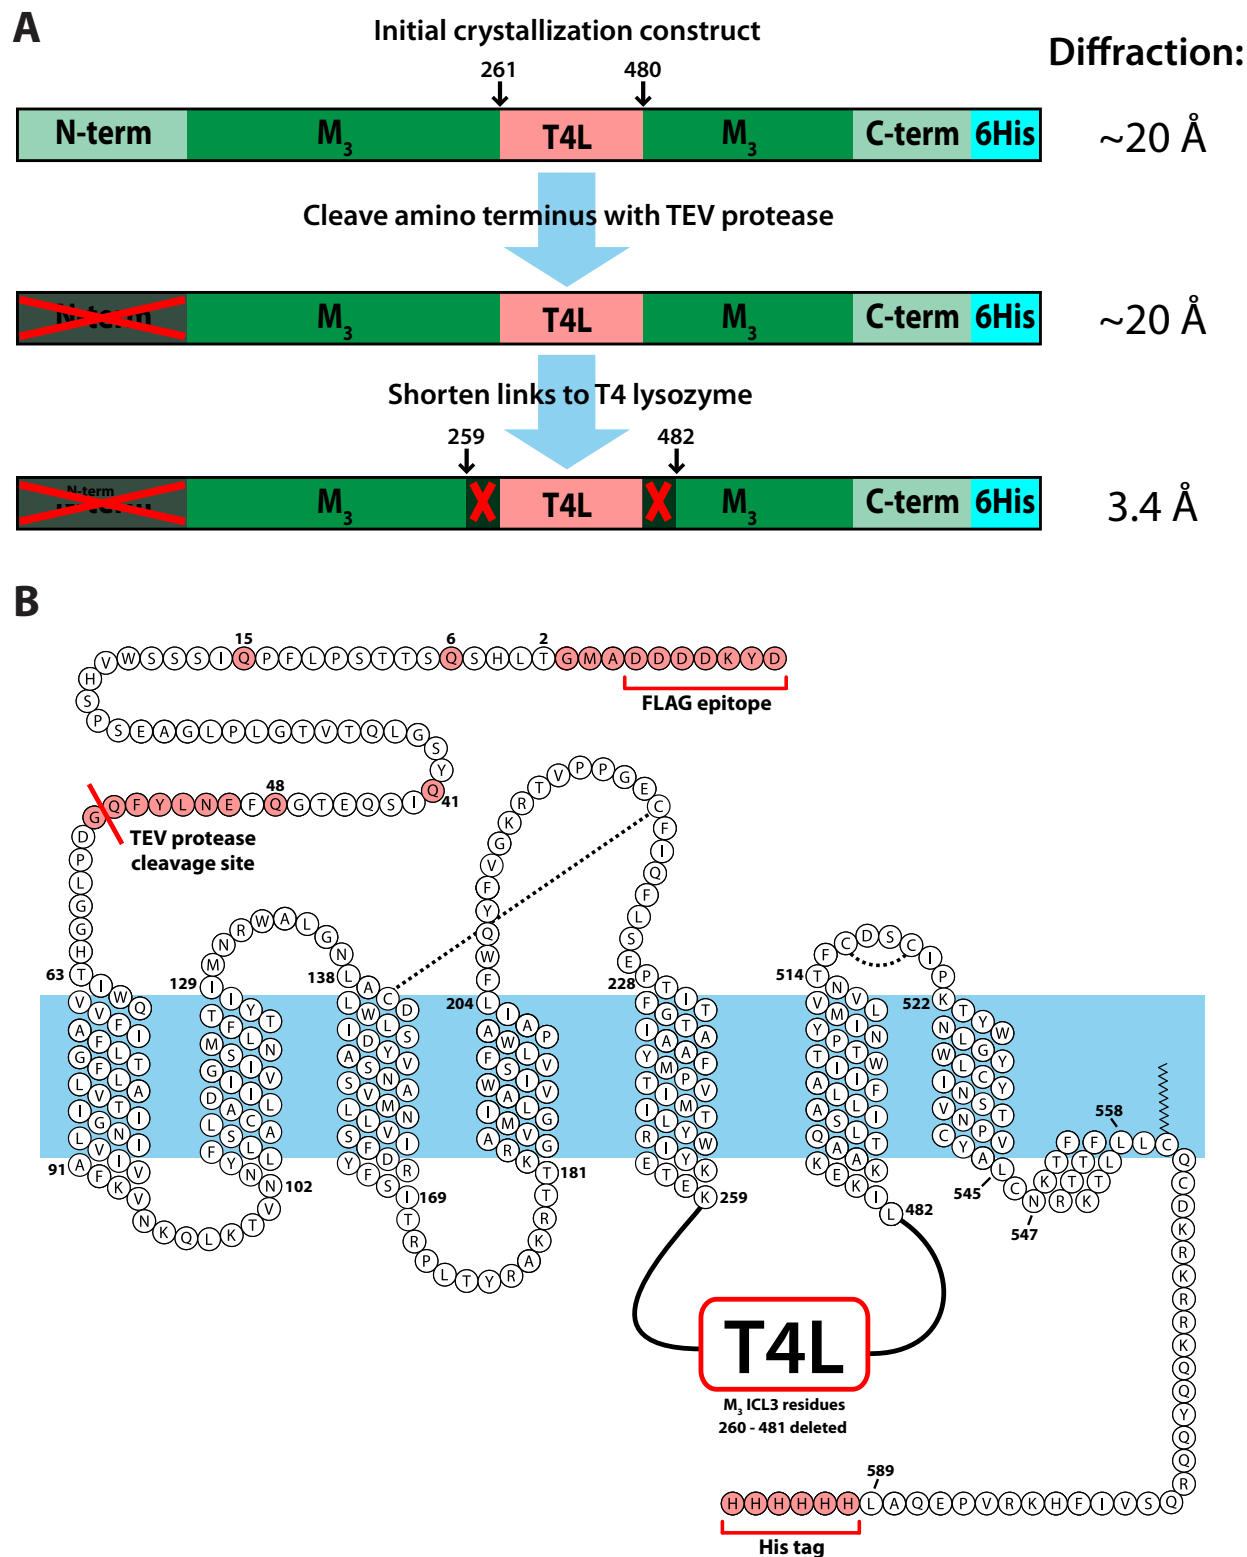 A
Initial crystallization construct
Diffraction:
261 480
N-term M3 T4L M3 C-term 6His ~20 Å
Cleave amino terminus with TEV protease
N-term M3 T4L M3 C-term 6His ~20 Å
Shorten links to T4 lysozyme
259 482
N-term M3 T4L M3 C-term 6His 3.4 Å
B
15 6 2
H V W S S S I Q P F L P S T T S Q S H L T G M A D D D D K Y D
FLAG epitope
S P S E A G L P L G T V T Q L G S Y
48
G Q F Y L N E F Q G T E Q S I Q
41
TEV protease
cleavage site
D P L G G H T
M N R W A L G N L
F W Q Y F V G K R T V P P G E C F I Q F L S E P
T F C D S C I P K
63 129 138 204 228 514 522
91 102 169 181 259 482 545 547 558
A F K V N K Q L K T V N
I T R P L T Y R A K R T T
T4L
M3 ICL3 residues
260 - 481 deleted
C Q C D K R K R R K Q Q Y Q Q R
589
H H H H H H L A Q E P V R K H F I V S Q
His tag